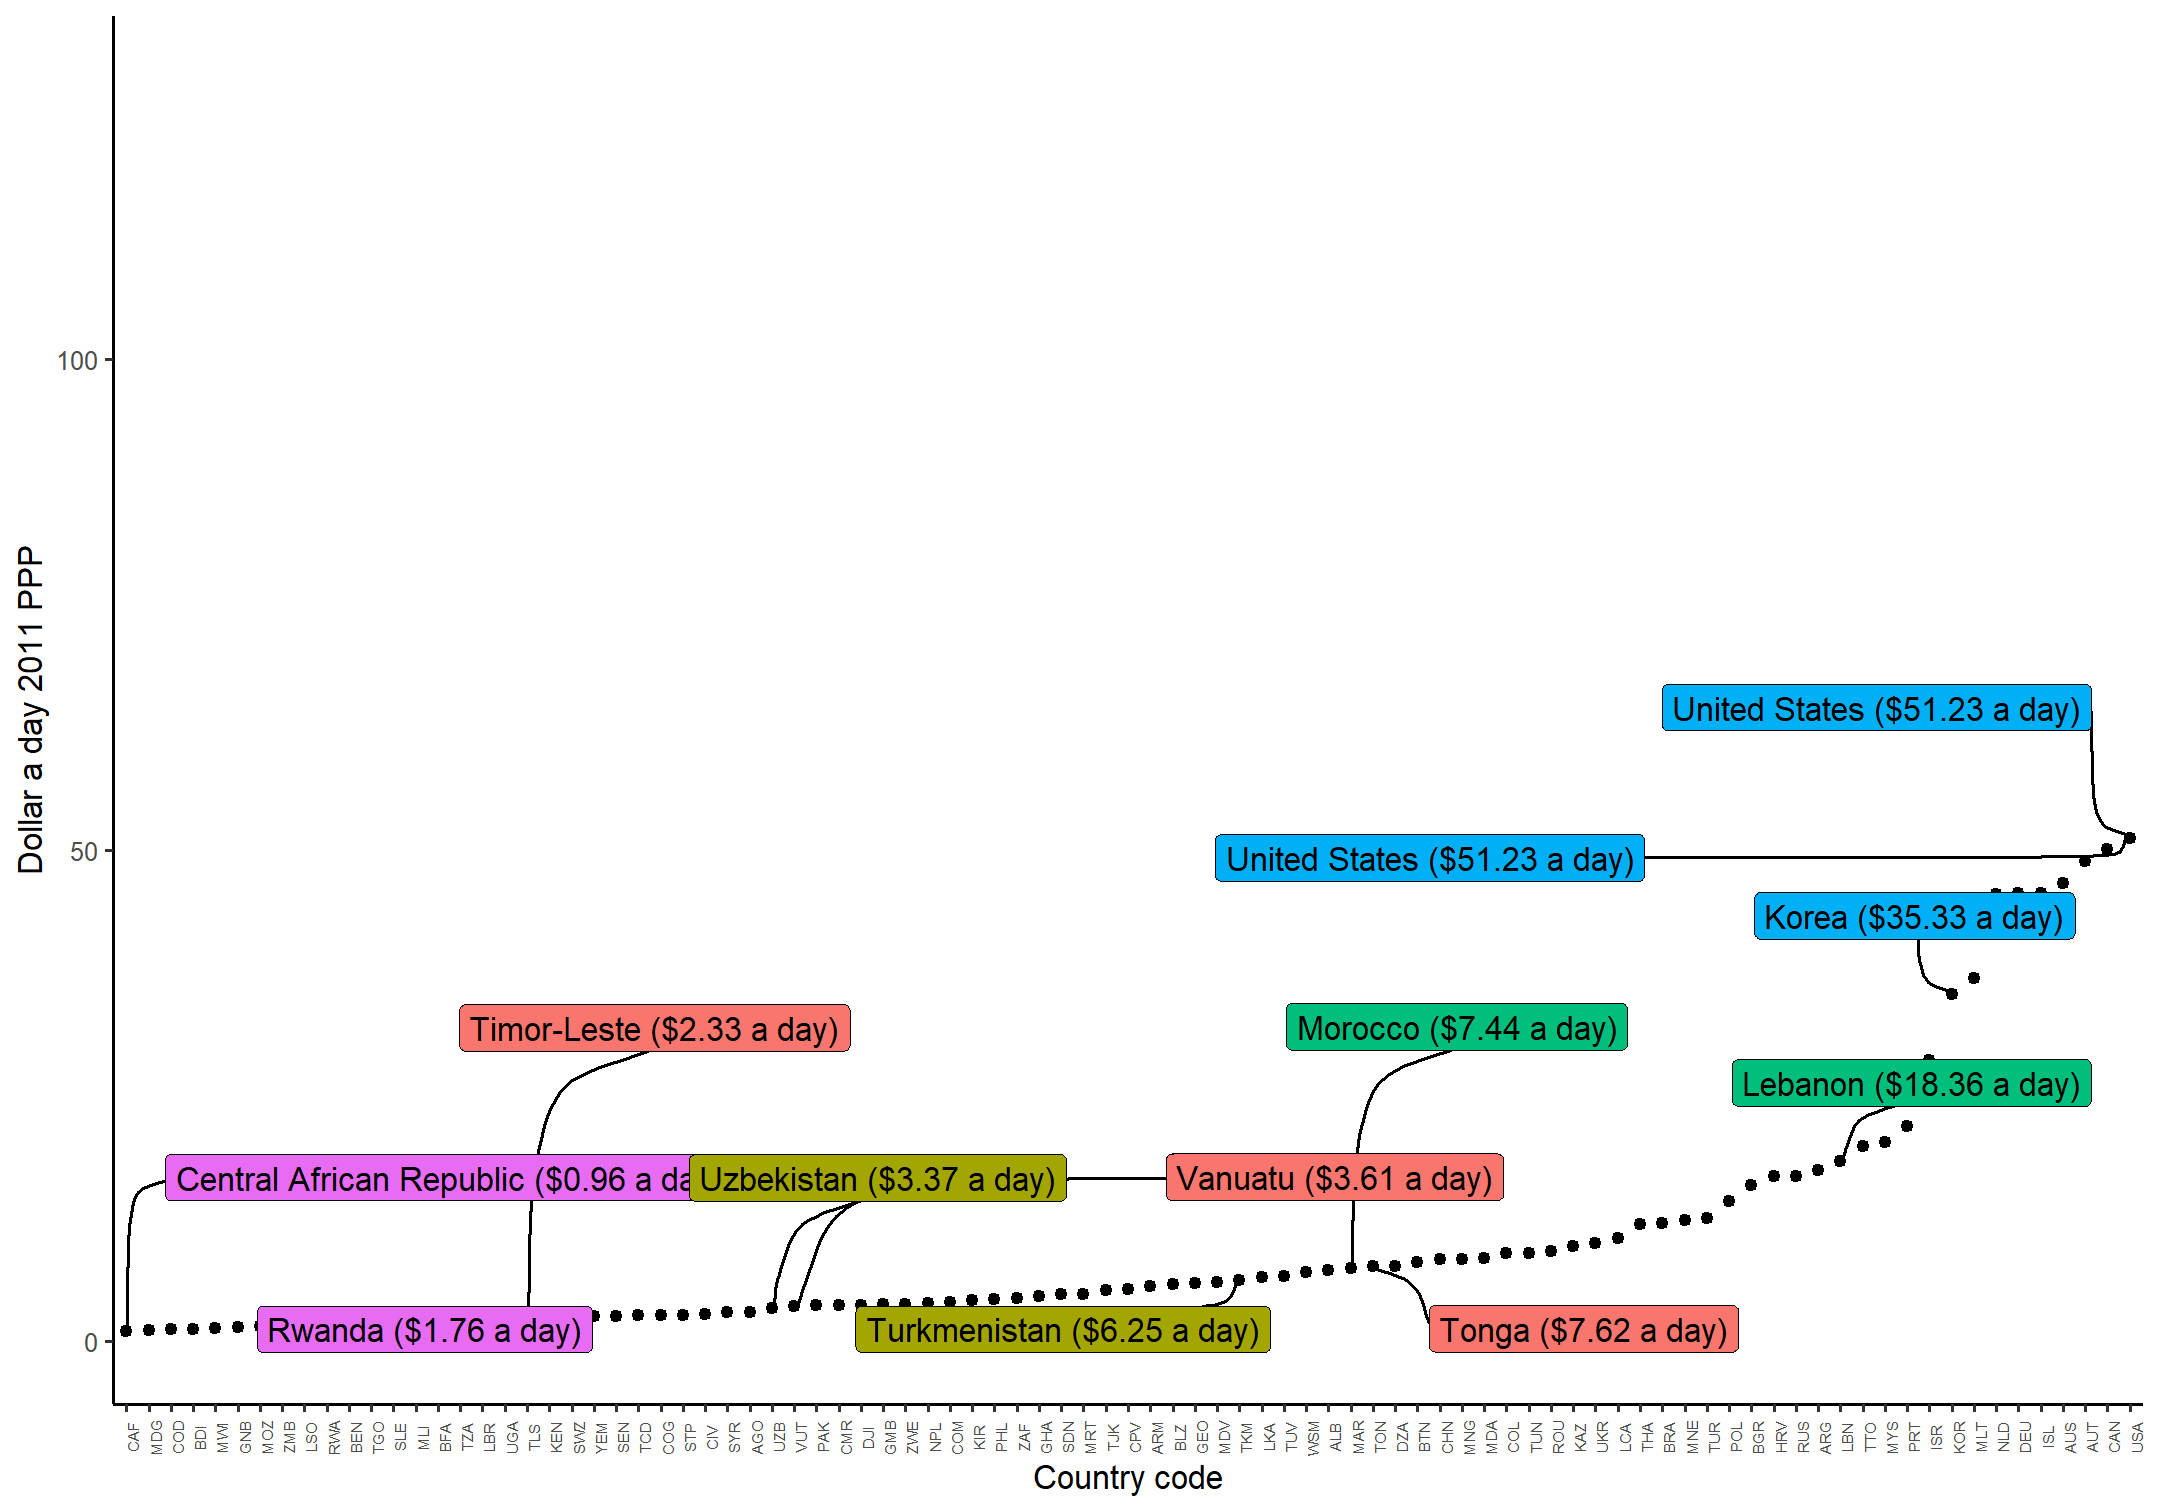 100
50
0
Dollar a day 2011 PPP
United States ($51.23 a day)
United States ($51.23 a day)
Korea ($35.33 a day)
Timor-Leste ($2.33 a day)
Morocco ($7.44 a day)
Lebanon ($18.36 a day)
Central African Republic ($0.96 a da
Uzbekistan ($3.37 a day)
Vanuatu ($3.61 a day)
Rwanda ($1.76 a day)
Turkmenistan ($6.25 a day)
Tonga ($7.62 a day)
CAF
MDG
COD
BDI
MWI
GNB
MOZ
ZMB
LSO
RWA
BEN
TGO
SLE
MLI
BFA
TZA
LBR
UGA
TLS
KEN
SWZ
YEM
SEN
TCD
COG
STP
CIV
SYR
AGO
UZB
VUT
PAK
CMR
DJI
GMB
ZWE
NPL
COM
KIR
PHL
ZAF
GHA
SDN
MRT
TJK
CPV
ARM
BLZ
GEO
MDV
TKM
LKA
TUV
WSM
ALB
MAR
TON
DZA
BTN
CHN
MNG
MDA
COL
TUN
ROU
KAZ
UKR
LCA
THA
BRA
MNE
TUR
POL
BGR
HRV
RUS
ARG
LBN
TTO
MYS
PRT
ISR
KOR
MLT
NLD
DEU
ISL
AUS
AUT
CAN
USA
Country code